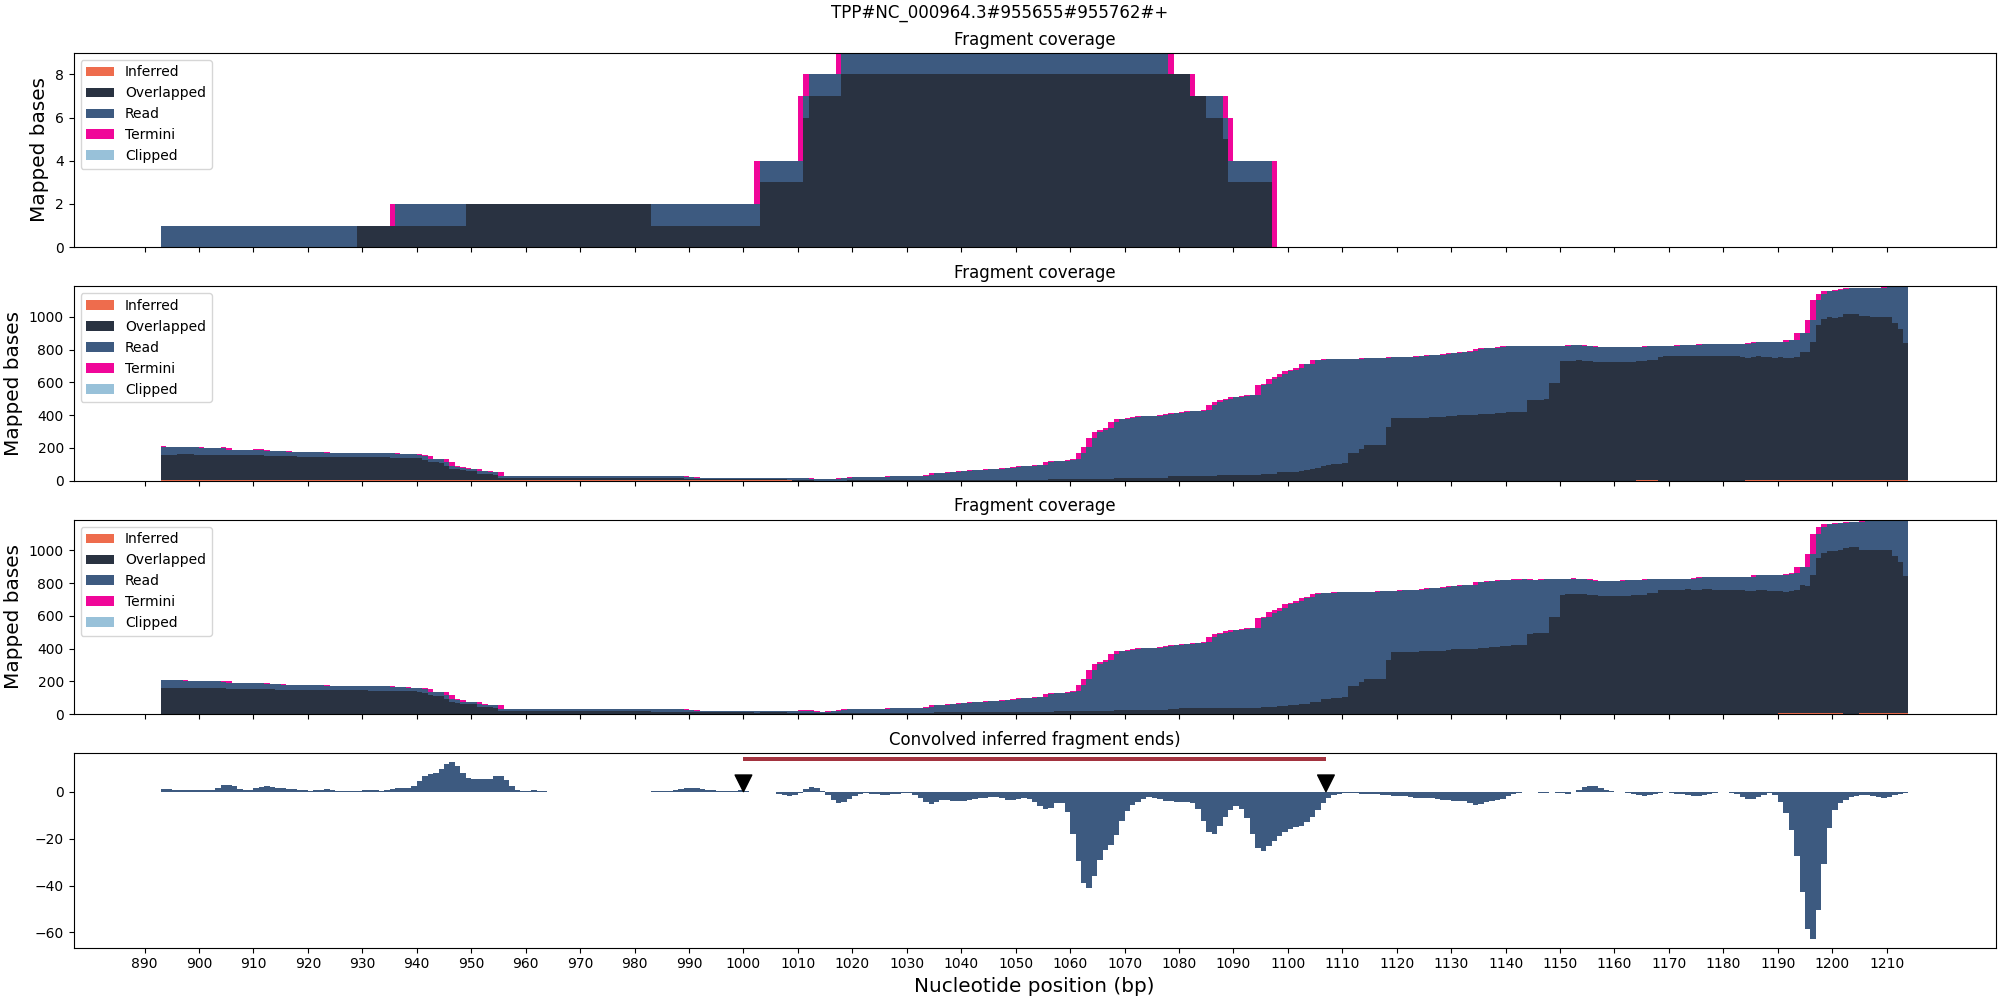 TPP#NC_000964.3#955655#955762#+
Fragment coverage
Mapped bases
8
6
4
2
0
Inferred
Overlapped
Read
Termini
Clipped
Fragment coverage
Mapped bases
1000
800
600
400
200
0
Inferred
Overlapped
Read
Termini
Clipped
Fragment coverage
Mapped bases
1000
800
600
400
200
0
Inferred
Overlapped
Read
Termini
Clipped
Convolved inferred fragment ends)
0
−20
−40
−60
890 900 910 920 930 940 950 960 970 980 990 1000 1010 1020 1030 1040 1050 1060 1070 1080 1090 1100 1110 1120 1130 1140 1150 1160 1170 1180 1190 1200 1210
Nucleotide position (bp)